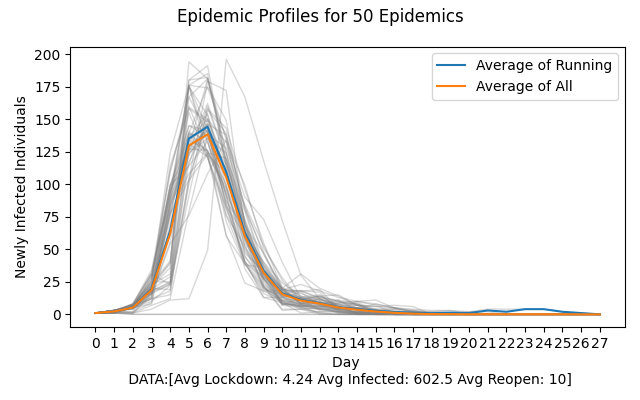 Epidemic Profiles for 50 Epidemics
200
175
150
125
100
75
50
25
0
Newly Infected Individuals
Average of Running
Average of All
0 1 2 3 4 5 6 7 8 9 10 11 12 13 14 15 16 17 18 19 20 21 22 23 24 25 26 27
Day
DATA:[Avg Lockdown: 4.24 Avg Infected: 602.5 Avg Reopen: 10]